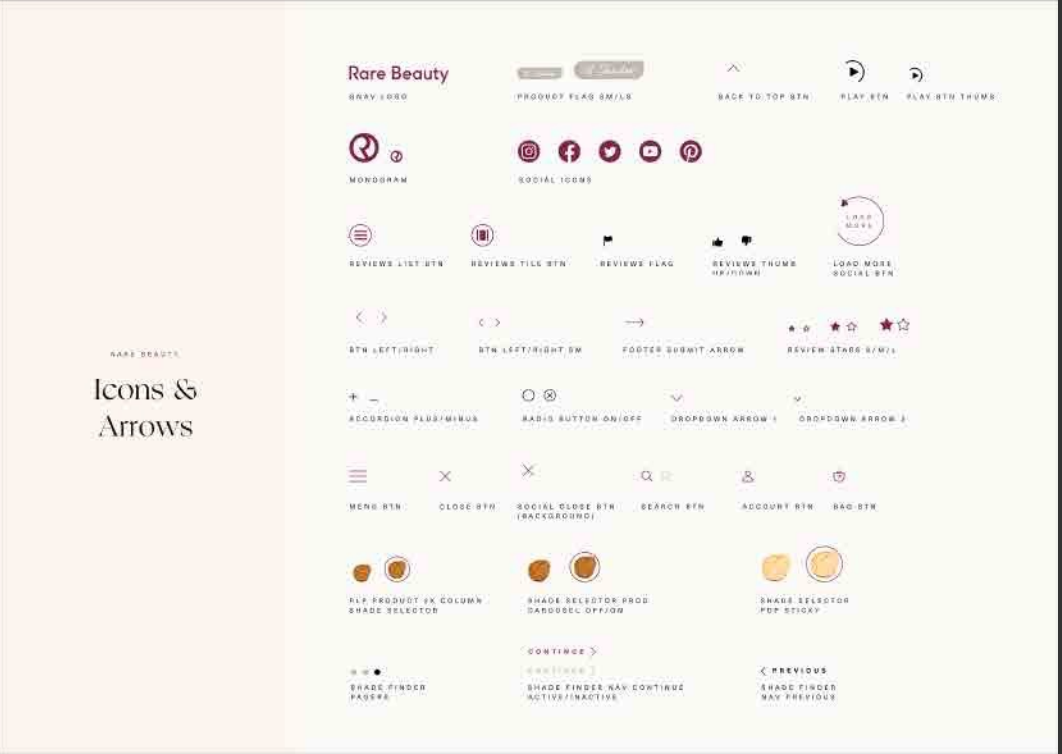 RARE BEAUTY
Icons &
Arrows
Rare Beauty
GNAV LOGO
PRODUCT FLAG SM/LG
BACK TO TOP BTN
PLAY BTN
PLAY BTN THUMB
MONOGRAM
SOCIAL ICONS
LOAD
MORE
REVIEWS LIST BTN
REVIEWS TILE BTN
REVIEWS FLAG
REVIEWS THUMB
UP/DOWN
LOAD MORE
SOCIAL BTN
BTN LEFT/RIGHT
BTN LEFT/RIGHT SM
FOOTER SUBMIT ARROW
REVIEW STARS S/M/L
ACCORDION PLUS/MINUS
RADIO BUTTON ON/OFF
DROPDOWN ARROW 1
DROPDOWN ARROW 2
MENU BTN
CLOSE BTN
SOCIAL CLOSE BTN
(BACKGROUND)
SEARCH BTN
ACCOUNT BTN
BAG BTN
PLP PRODUCT 2X COLUMN
SHADE SELECTOR
SHADE SELECTOR PROD
CAROUSEL OFF/ON
SHADE SELECTOR
PDP STICKY
CONTINUE
CONTINUE
PREVIOUS
SHADE FINDER
PAGERS
SHADE FINDER NAV CONTINUE
ACTIVE/INACTIVE
SHADE FINDER
NAV PREVIOUS